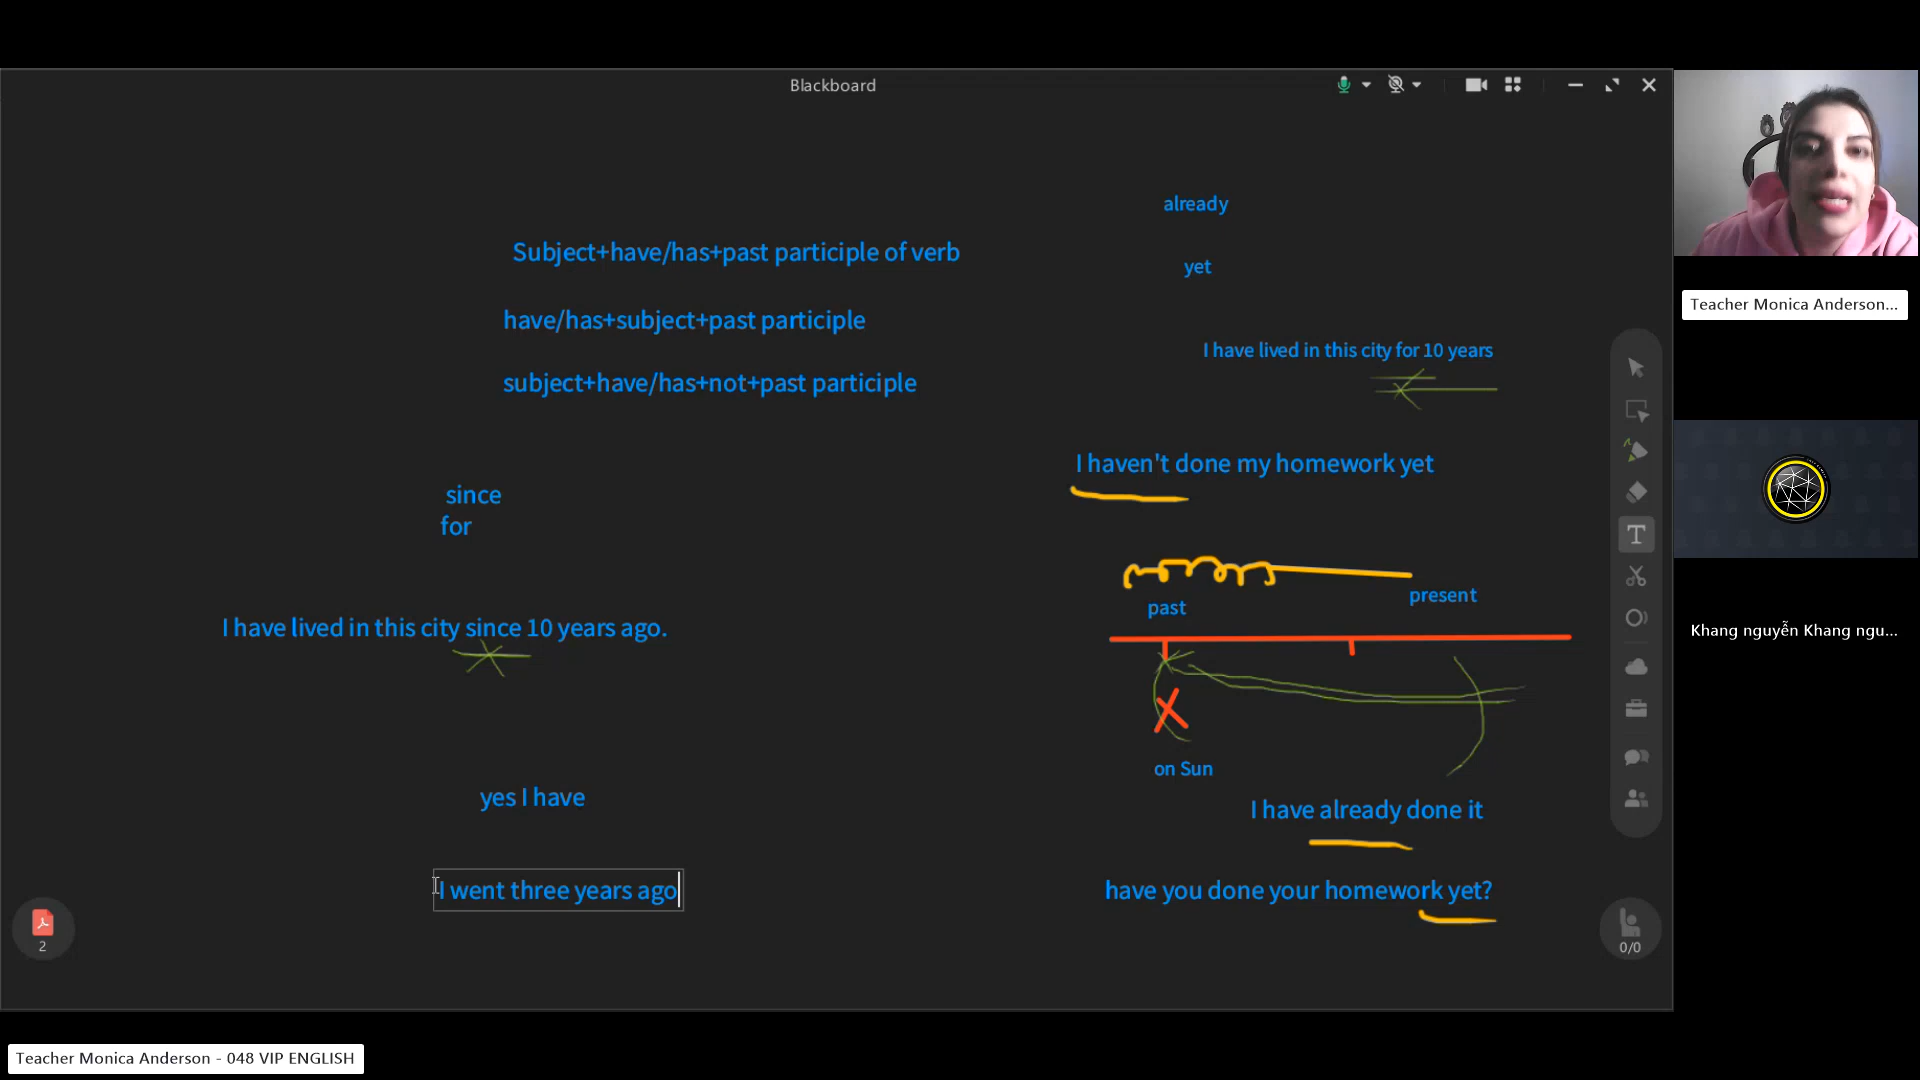 Blackboard
Subject+have/has+past participle of verb
have/has+subject+past participle
subject+have/has+not+past participle
since
for
I have lived in this city since 10 years ago.
yes I have
I went three years ago
already
yet
I have lived in this city for 10 years
I haven't done my homework yet
past
present
on Sun
I have already done it
have you done your homework yet?
T
2
0/0
Teacher Monica Anderson...
Khang nguyễn Khang ngu...
Teacher Monica Anderson - 048 VIP ENGLISH